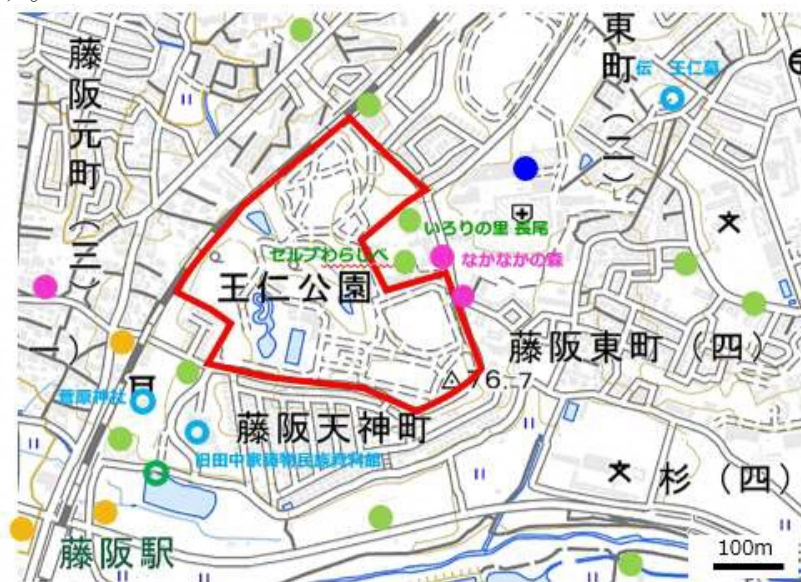 藤阪元町(三)
東町(二)
伝 王仁墓
いろりの里 長尾
セルプわらしべ
なかなかの森
王仁公園
藤阪東町(四)
76.7
菅原神社
藤阪天神町
旧田中家鋳物民族資料館
杉(四)
藤阪駅
100m